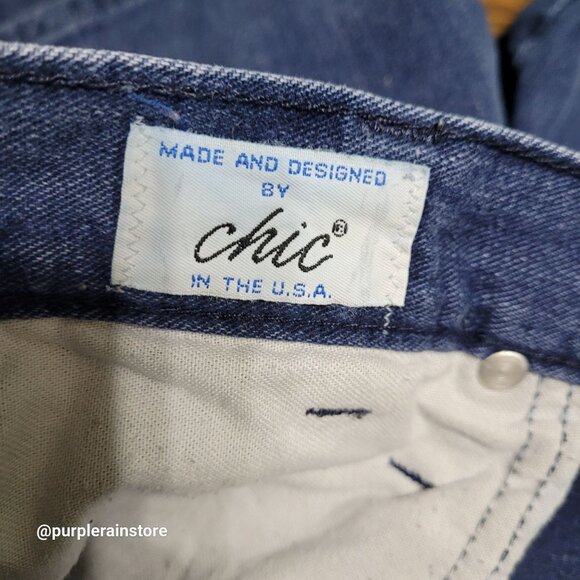 MADE AND DESIGNED
BY
chic®
IN THE U.S.A.
@purplerainstore